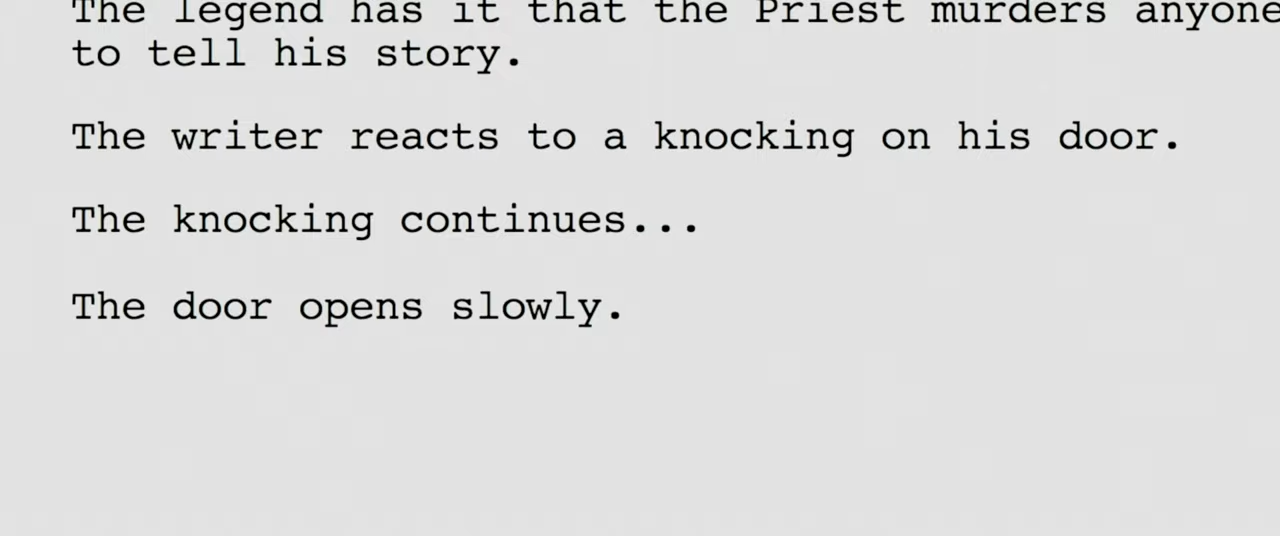 The legend has it that the Priest murders anyone
to tell his story.
The writer reacts to a knocking on his door.
The knocking continues...
The door opens slowly.